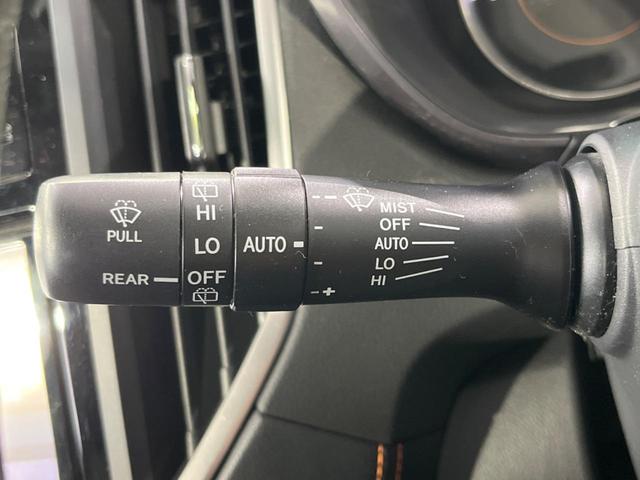 PULL
REAR
HI
LO
OFF
AUTO
- -
-
-
- +
MIST
OFF
AUTO
LO
HI